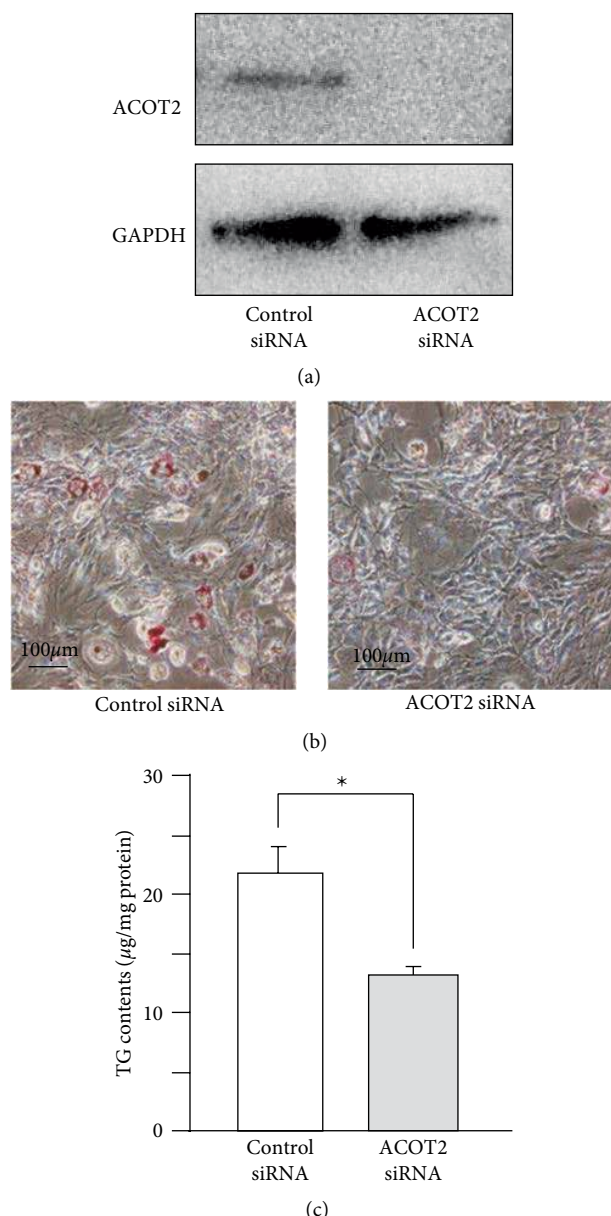 ACOT2
GAPDH
Control
siRNA
ACOT2
siRNA
(a)
100μm
Control siRNA
100μm
ACOT2 siRNA
(b)
30
20
10
0
TG contents (μg/mg protein)
*
Control
siRNA
ACOT2
siRNA
(c)